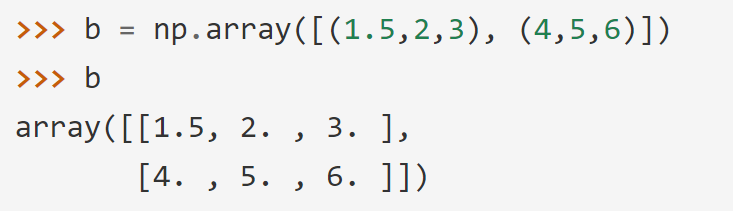 >>> b = np.array([(1.5,2,3), (4,5,6)])
>>> b
array([[1.5, 2. , 3. ],
       [4. , 5. , 6. ]])